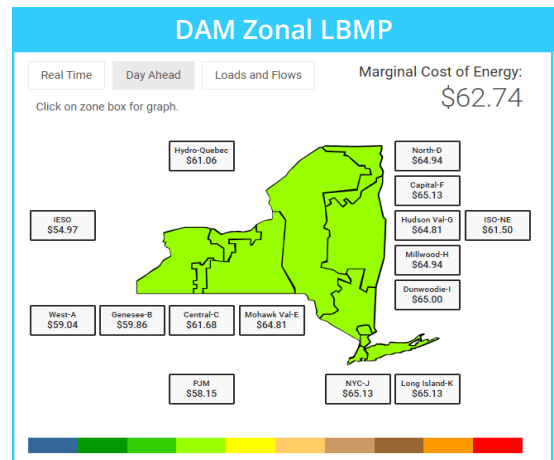 DAM Zonal LBMP
Real Time
Day Ahead
Loads and Flows
Marginal Cost of Energy:
$62.74
Click on zone box for graph.
Hydro-Quebec
$61.06
North-D
$64.94
Capital-F
$65.13
IESO
$54.97
Hudson Val-G
$64.81
ISO-NE
$61.50
Millwood-H
$64.94
Dunwoodie-I
$65.00
West-A
$59.04
Genesee-B
$59.86
Central-C
$61.68
Mohawk Val-E
$64.81
PJM
$58.15
NYC-J
$65.13
Long Island-K
$65.13